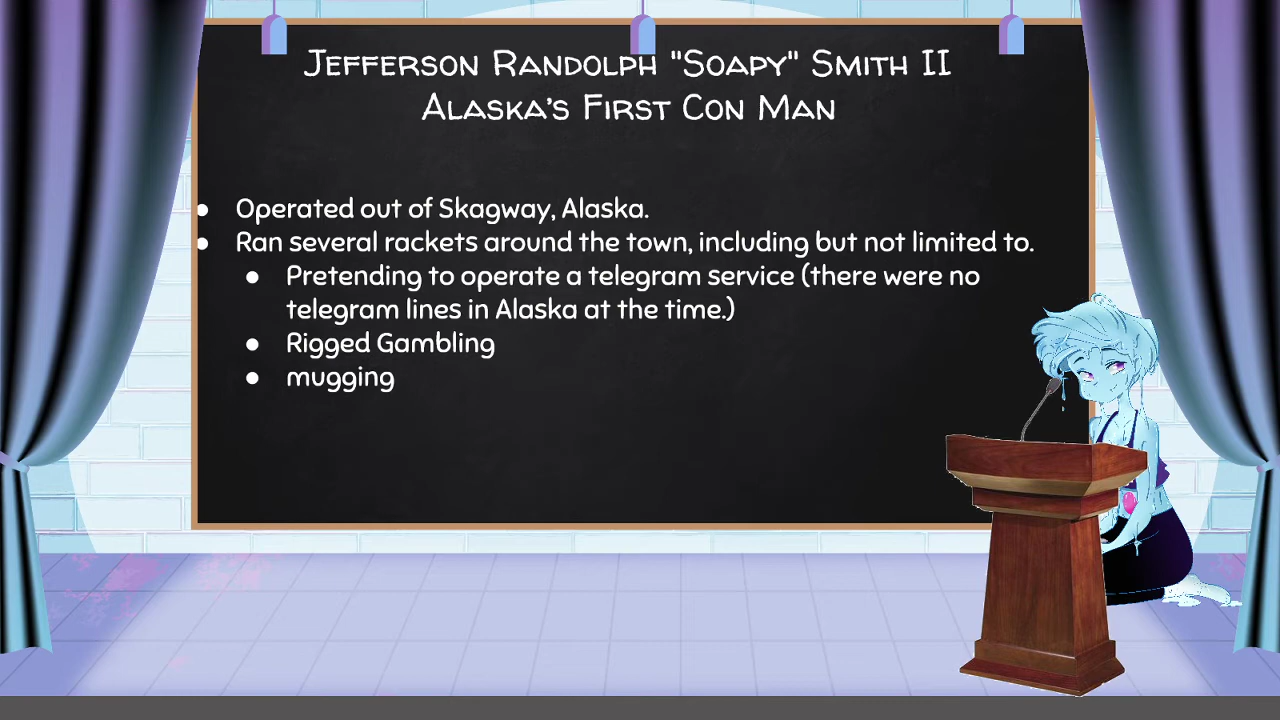 Jefferson Randolph "Soapy" Smith II
Alaska's First Con Man
● Operated out of Skagway, Alaska.
● Ran several rackets around the town, including but not limited to.
● Pretending to operate a telegram service (there were no
telegram lines in Alaska at the time.)
● Rigged Gambling
● mugging